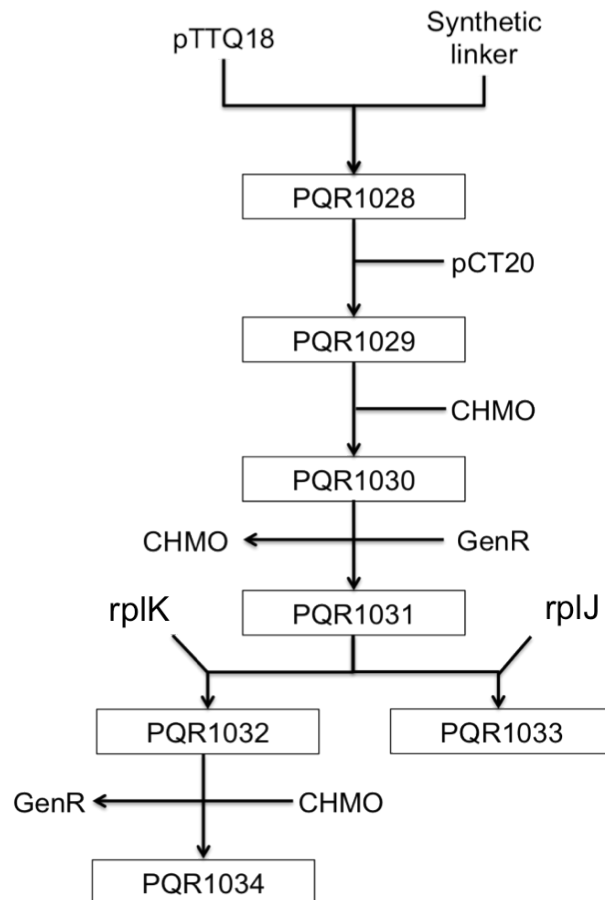 pTTQ18
Synthetic
linker
PQR1028
pCT20
PQR1029
CHMO
PQR1030
CHMO
GenR
PQR1031
rplK
rplJ
PQR1032
PQR1033
GenR
CHMO
PQR1034